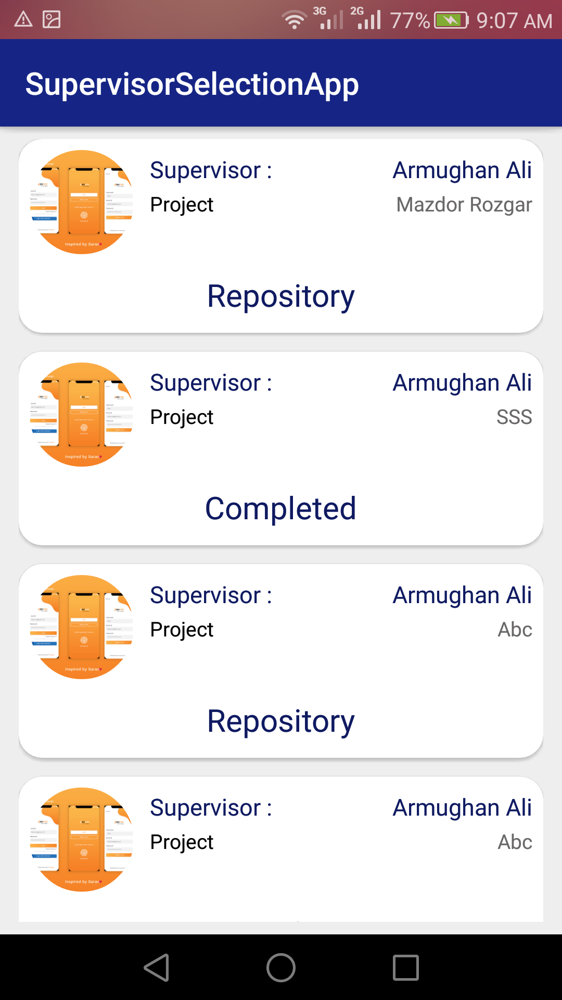 3G 2G 77% 9:07 AM
SupervisorSelectionApp
Supervisor : Armughan Ali
Project Mazdor Rozgar
Inspired by Saran
Repository
Supervisor : Armughan Ali
Project SSS
Inspired by Saran
Completed
Supervisor : Armughan Ali
Project Abc
Inspired by Saran
Repository
Supervisor : Armughan Ali
Project Abc
Inspired by Saran